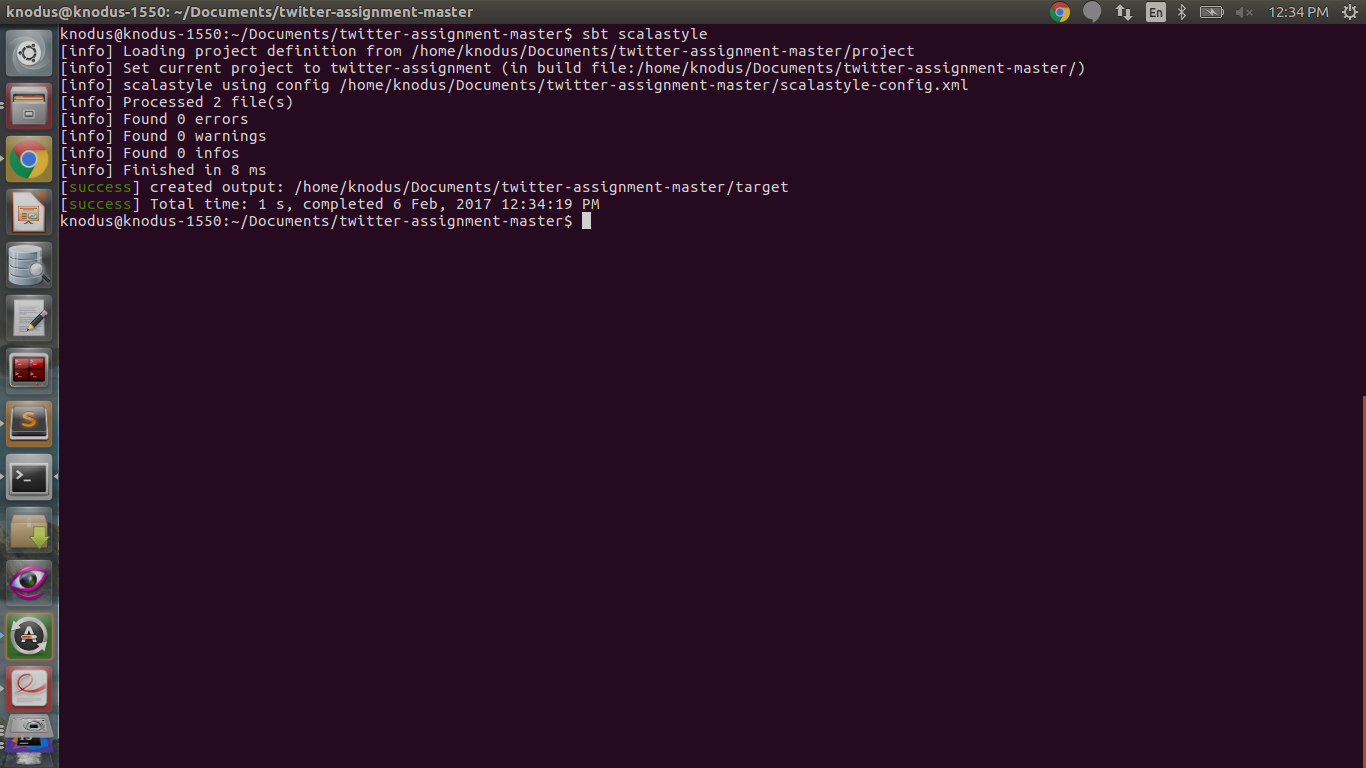 knodus@knodus-1550: ~/Documents/twitter-assignment-master
En
12:34 PM
knodus@knodus-1550:~/Documents/twitter-assignment-master$ sbt scalastyle
[info] Loading project definition from /home/knodus/Documents/twitter-assignment-master/project
[info] Set current project to twitter-assignment (in build file:/home/knodus/Documents/twitter-assignment-master/)
[info] scalastyle using config /home/knodus/Documents/twitter-assignment-master/scalastyle-config.xml
[info] Processed 2 file(s)
[info] Found 0 errors
[info] Found 0 warnings
[info] Found 0 infos
[info] Finished in 8 ms
[success] created output: /home/knodus/Documents/twitter-assignment-master/target
[success] Total time: 1 s, completed 6 Feb, 2017 12:34:19 PM
knodus@knodus-1550:~/Documents/twitter-assignment-master$